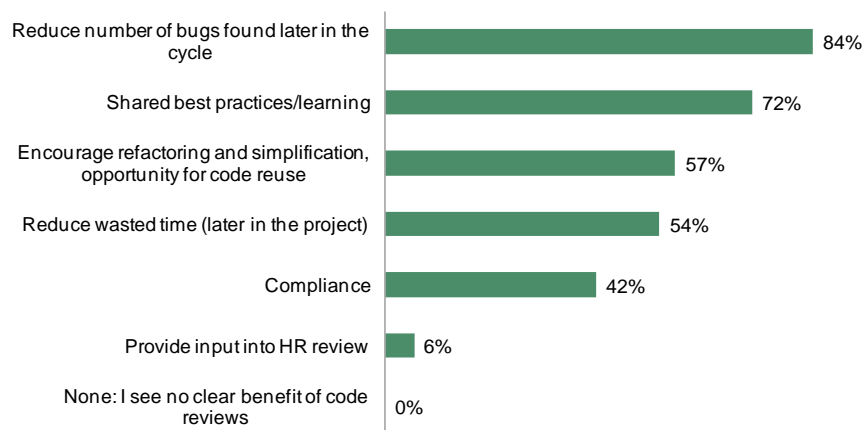 Reduce number of bugs found later in the
cycle
84%
Shared best practices/learning
72%
Encourage refactoring and simplification,
opportunity for code reuse
57%
Reduce wasted time (later in the project)
54%
Compliance
42%
Provide input into HR review
6%
None: I see no clear benefit of code
reviews
0%